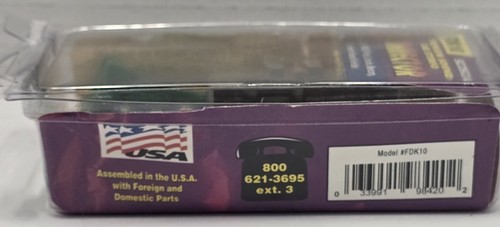 USA
Assembled in the U.S.A.
with Foreign and
Domestic Parts
800
621-3695
ext. 3
Model #FDK10
0 33991 98420 2